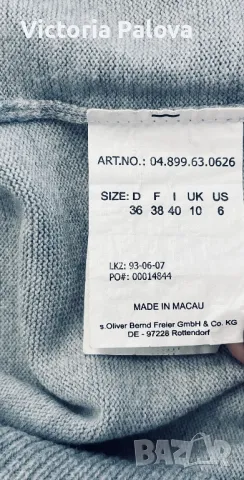 Victoria Palova
ART.NO.: 04.899.63.0626
SIZE: D F I UK US
36 38 40 10 6
LKZ: 93-06-07
PO#: 00014844
MADE IN MACAU
s.Oliver Bernd Freier GmbH & Co. KG
DE - 97228 Rottendorf
BAZAR